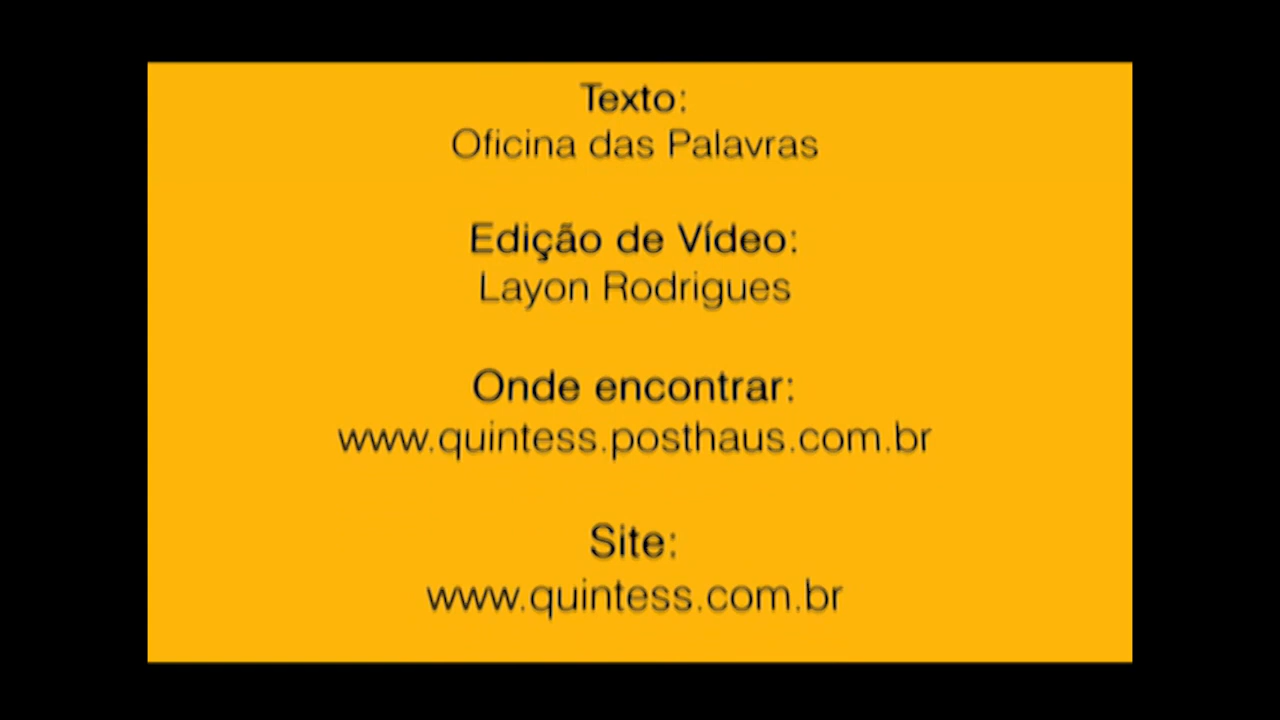 Texto:
Oficina das Palavras
Edição de Vídeo:
Layon Rodrigues
Onde encontrar:
www.quintess.posthaus.com.br
Site:
www.quintess.com.br